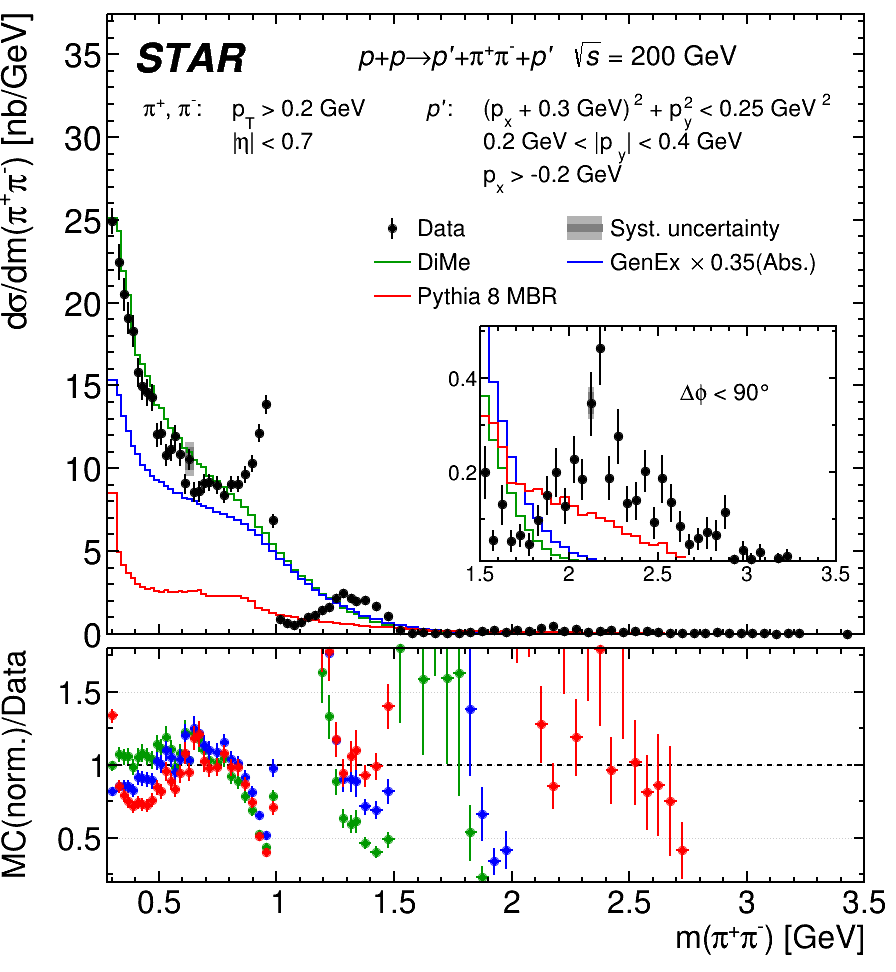 STAR p+p→p′+π⁺π⁻+p′ √s = 200 GeV
π⁺, π⁻: p_T > 0.2 GeV p′: (p_x + 0.3 GeV)² + p_y² < 0.25 GeV²
|η| < 0.7 0.2 GeV < |p_y| < 0.4 GeV
p_x > -0.2 GeV
Data Syst. uncertainty
DiMe GenEx × 0.35(Abs.)
Pythia 8 MBR
dσ/dm(π⁺π⁻) [nb/GeV]
35
30
25
20
15
10
5
0
Δϕ < 90°
0.4
0.2
1.5 2 2.5 3 3.5
MC(norm.)/Data
1.5
1
0.5
0.5 1 1.5 2 2.5 3 3.5
m(π⁺π⁻) [GeV]